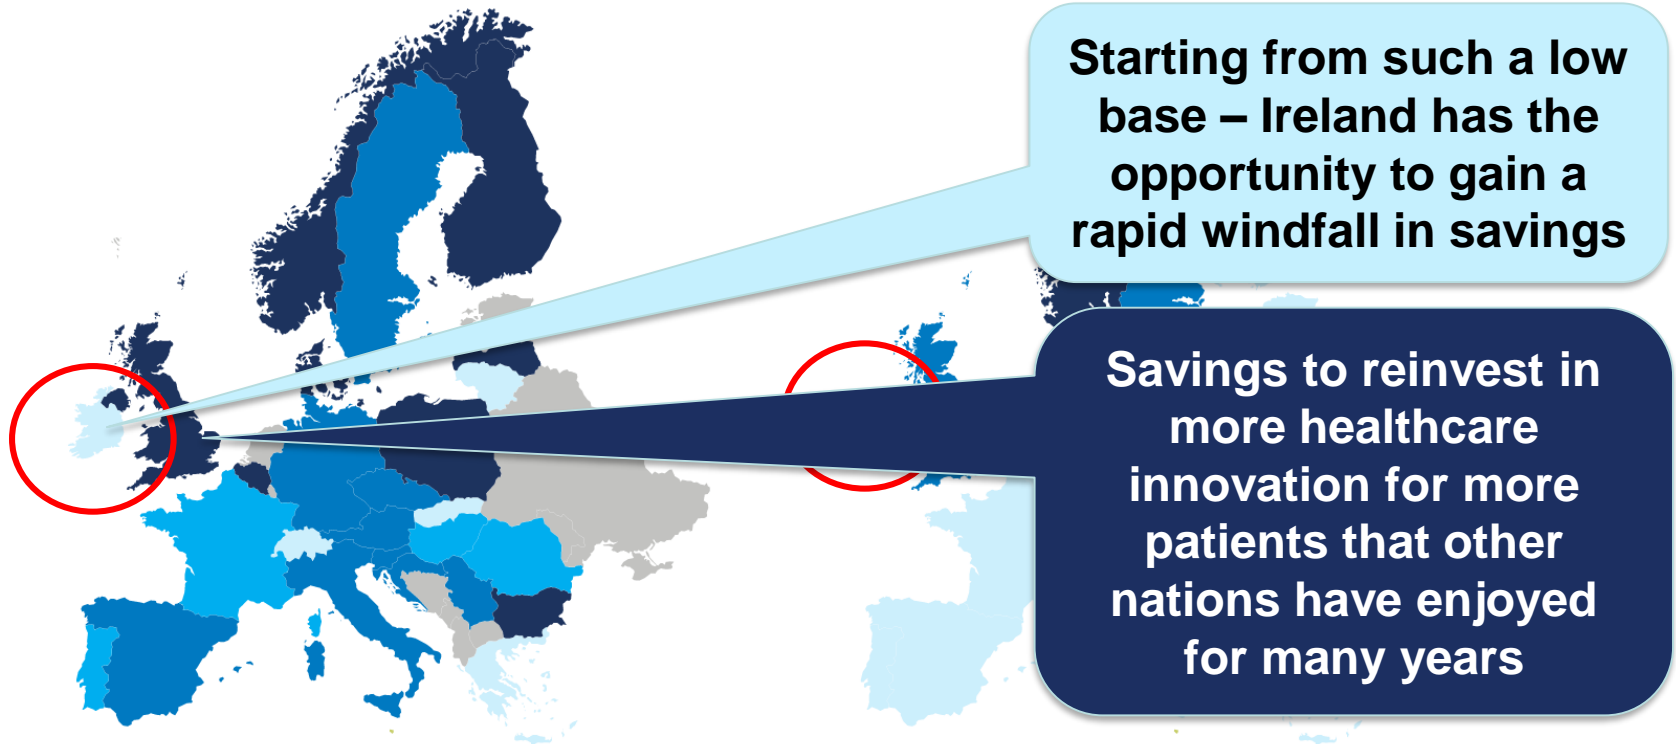 Starting from such a low
base – Ireland has the
opportunity to gain a
rapid windfall in savings
Savings to reinvest in
more healthcare
innovation for more
patients that other
nations have enjoyed
for many years